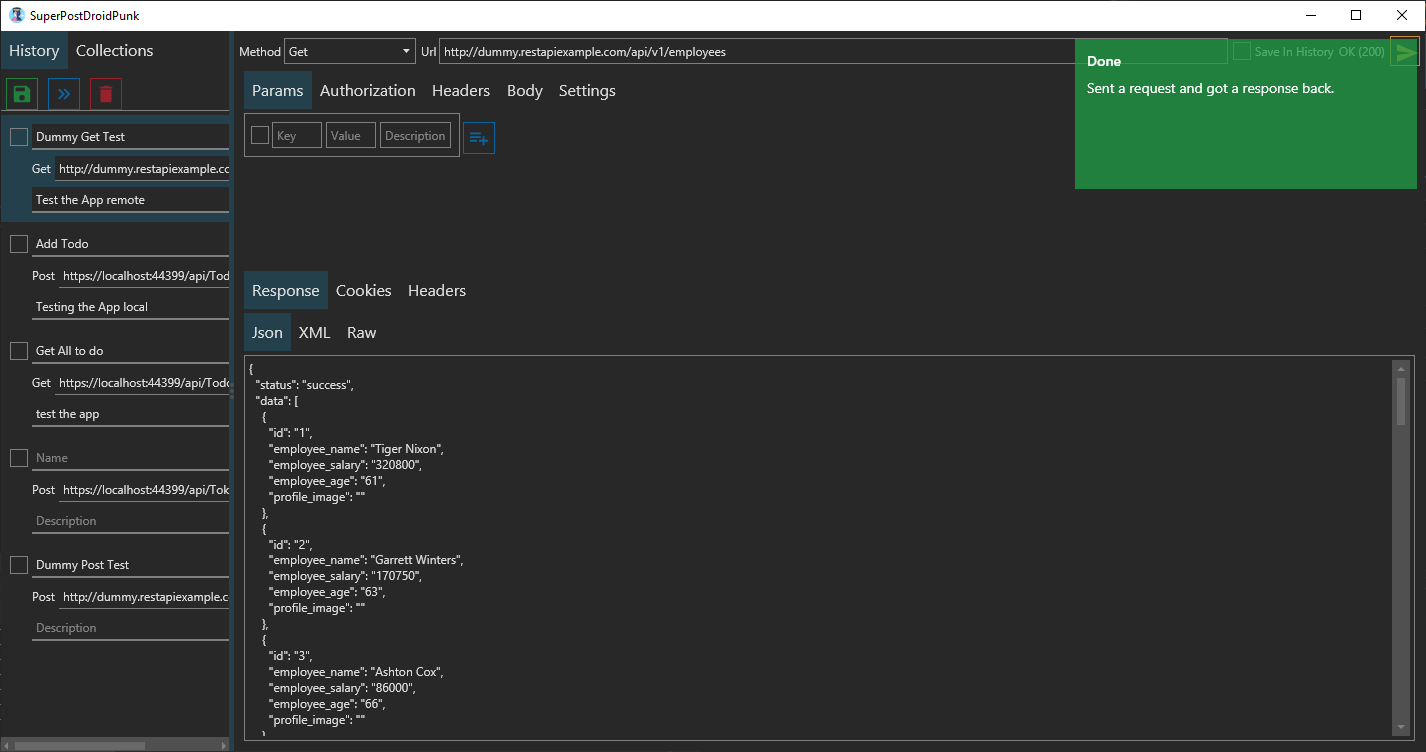 SuperPostDroidPunk
History Collections
Dummy Get Test
Get http://dummy.restapiexample.cc
Test the App remote
Add Todo
Post https://localhost:44399/api/Tod
Testing the App local
Get All to do
Get https://localhost:44399/api/Todo
test the app
Name
Post https://localhost:44399/api/Tok
Description
Dummy Post Test
Post http://dummy.restapiexample.c
Description
Method Get Url http://dummy.restapiexample.com/api/v1/employees Save In History OK (200)
Done
Sent a request and got a response back.
Params Authorization Headers Body Settings
Key Value Description
Response Cookies Headers
Json XML Raw
{
"status": "success",
"data": [
{
"id": "1",
"employee_name": "Tiger Nixon",
"employee_salary": "320800",
"employee_age": "61",
"profile_image": ""
},
{
"id": "2",
"employee_name": "Garrett Winters",
"employee_salary": "170750",
"employee_age": "63",
"profile_image": ""
},
{
"id": "3",
"employee_name": "Ashton Cox",
"employee_salary": "86000",
"employee_age": "66",
"profile_image": ""
}